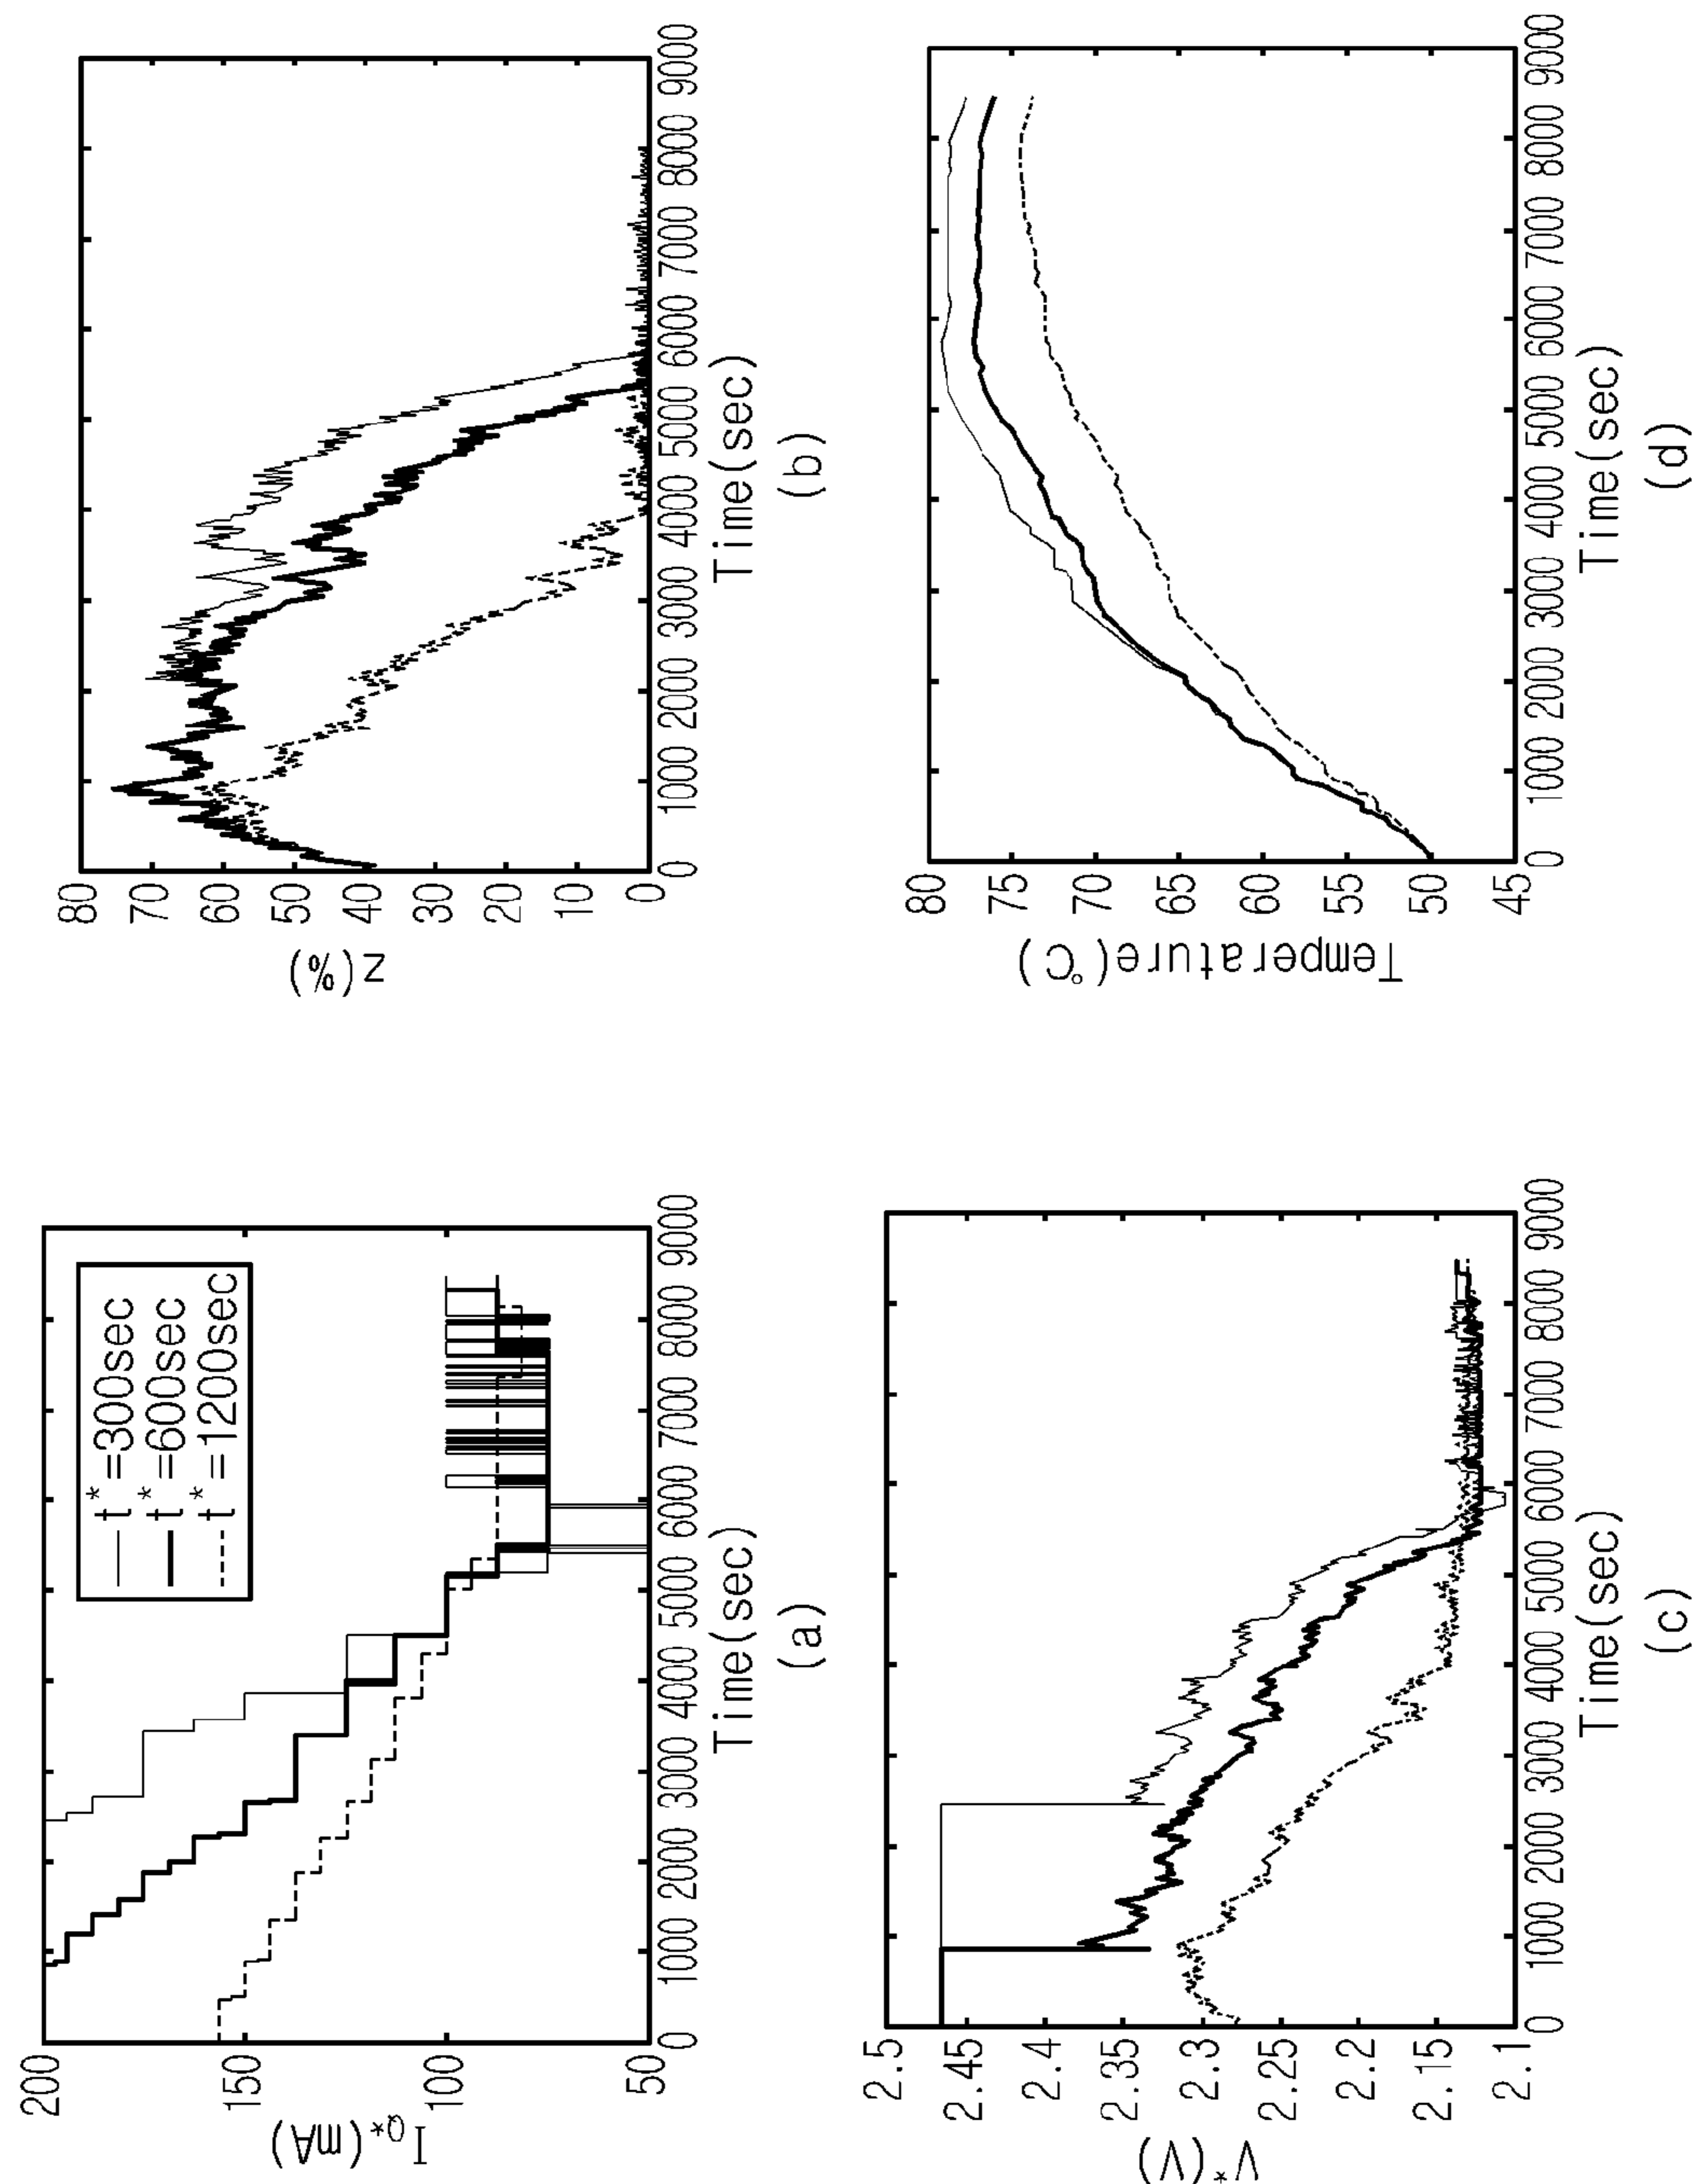 200
150
100
50
I_Q*(mA)
t*=300sec
t*=600sec
t*=1200sec
0 1000 2000 3000 4000 5000 6000 7000 8000 9000
Time(sec)
(a)
80
70
60
50
40
30
20
10
0
z(%)
0 1000 2000 3000 4000 5000 6000 7000 8000 9000
Time(sec)
(b)
2.5
2.45
2.4
2.35
2.3
2.25
2.2
2.15
2.1
V*(V)
0 1000 2000 3000 4000 5000 6000 7000 8000 9000
Time(sec)
(c)
80
75
70
65
60
55
50
45
Temperature(°C)
0 1000 2000 3000 4000 5000 6000 7000 8000 9000
Time(sec)
(d)